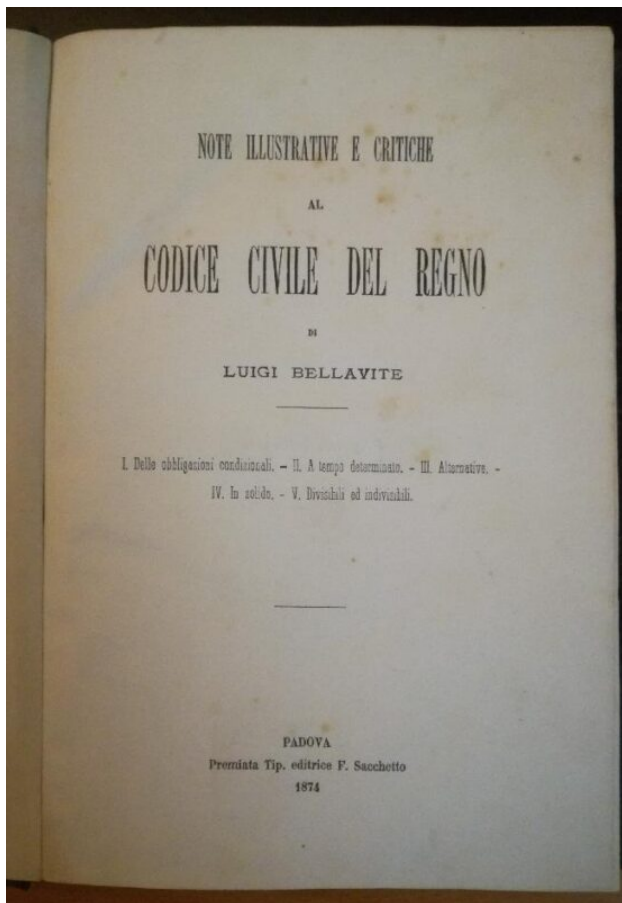 NOTE ILLUSTRATIVE E CRITICHE
AL
CODICE CIVILE DEL REGNO
DI
LUIGI BELLAVITE
I. Delle obbligazioni condizionali. – II. A tempo determinato. – III. Alternative. –
IV. In solido. – V. Divisibili ed indivisibili.
PADOVA
Premiata Tip. editrice F. Sacchetto
1874